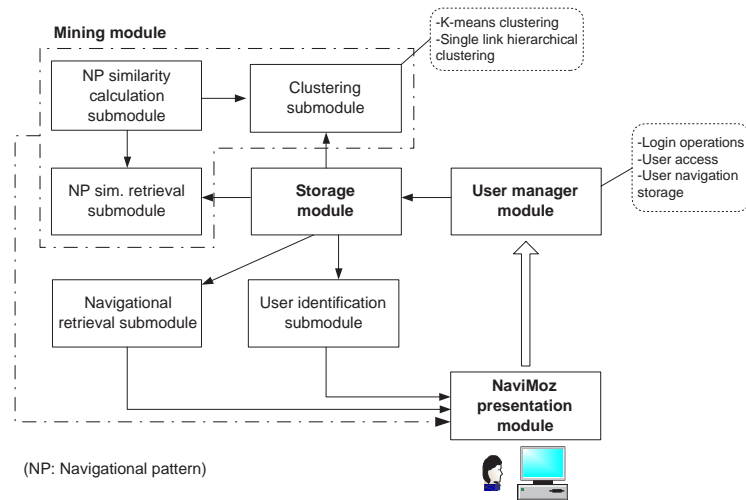 Mining module
-K-means clustering
-Single link hierarchical
clustering
NP similarity
calculation
submodule
Clustering
submodule
-Login operations
-User access
-User navigation
storage
NP sim. retrieval
submodule
Storage
module
User manager
module
Navigational
retrieval submodule
User identification
submodule
NaviMoz
presentation
module
(NP: Navigational pattern)